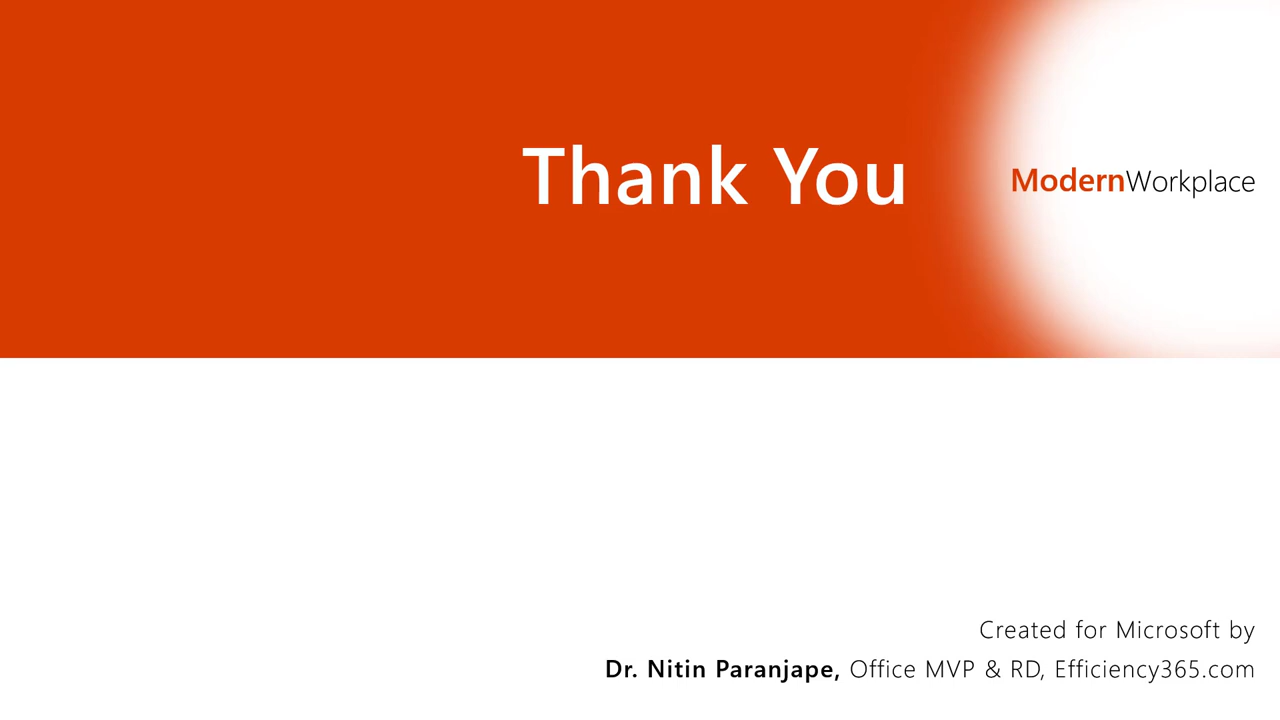 Thank You
ModernWorkplace
Created for Microsoft by
Dr. Nitin Paranjape, Office MVP & RD, Efficiency365.com